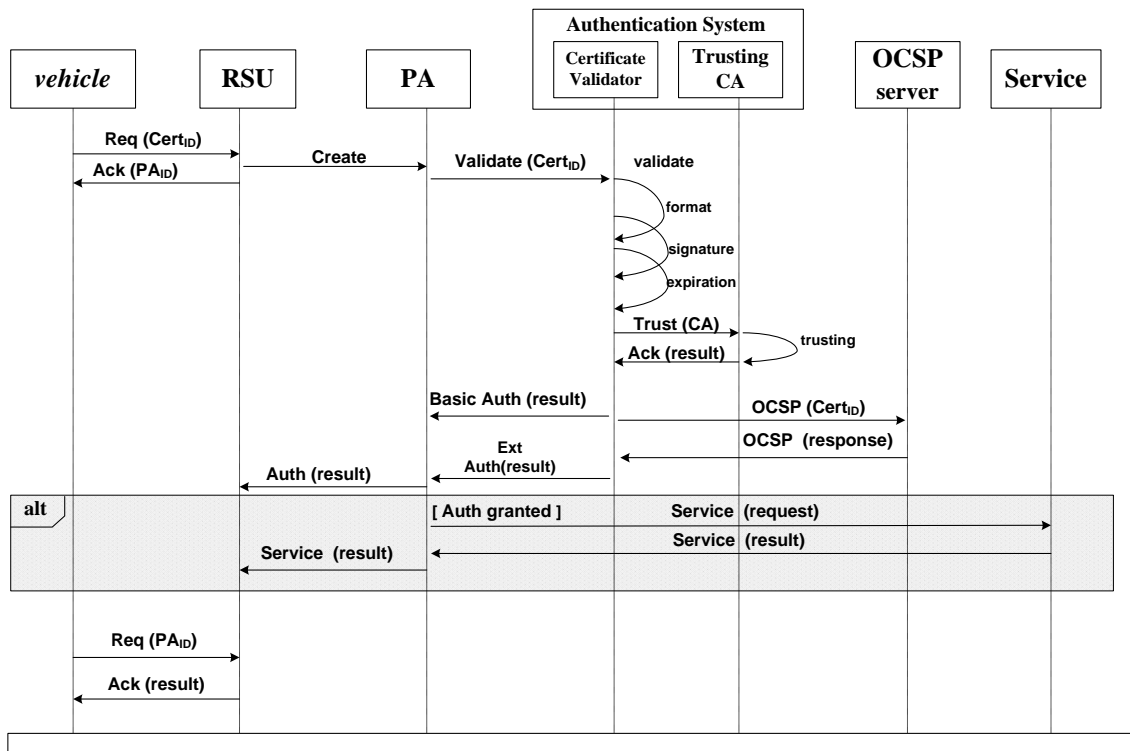 Authentication System
vehicle
RSU
PA
Certificate
Validator
Trusting
CA
OCSP
server
Service
Req (CertID)
Create
Validate (CertID)
validate
Ack (PAID)
format
signature
expiration
Trust (CA)
trusting
Ack (result)
Basic Auth (result)
OCSP (CertID)
OCSP (response)
Ext
Auth(result)
Auth (result)
alt
[ Auth granted ]
Service (request)
Service (result)
Service (result)
Req (PAID)
Ack (result)